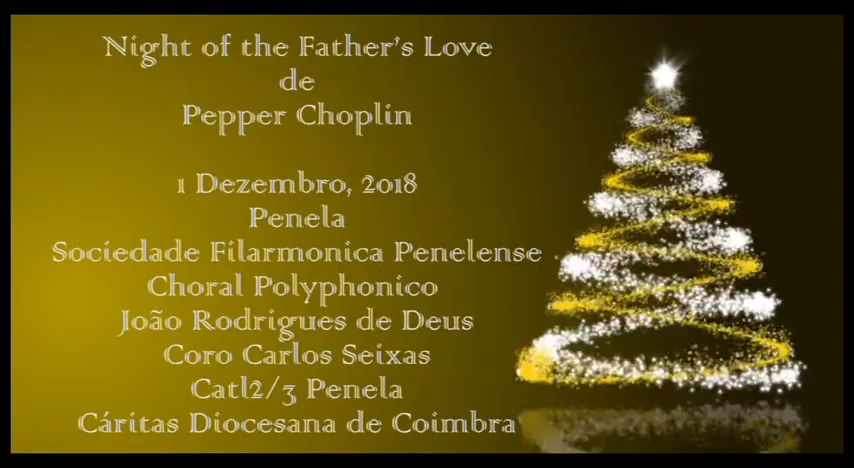 Night of the Father's Love
de
Pepper Choplin
1 Dezembro, 2018
Penela
Sociedade Filarmonica Penelense
Choral Polyphonico
João Rodrigues de Deus
Coro Carlos Seixas
Catl2/3 Penela
Cáritas Diocesana de Coimbra